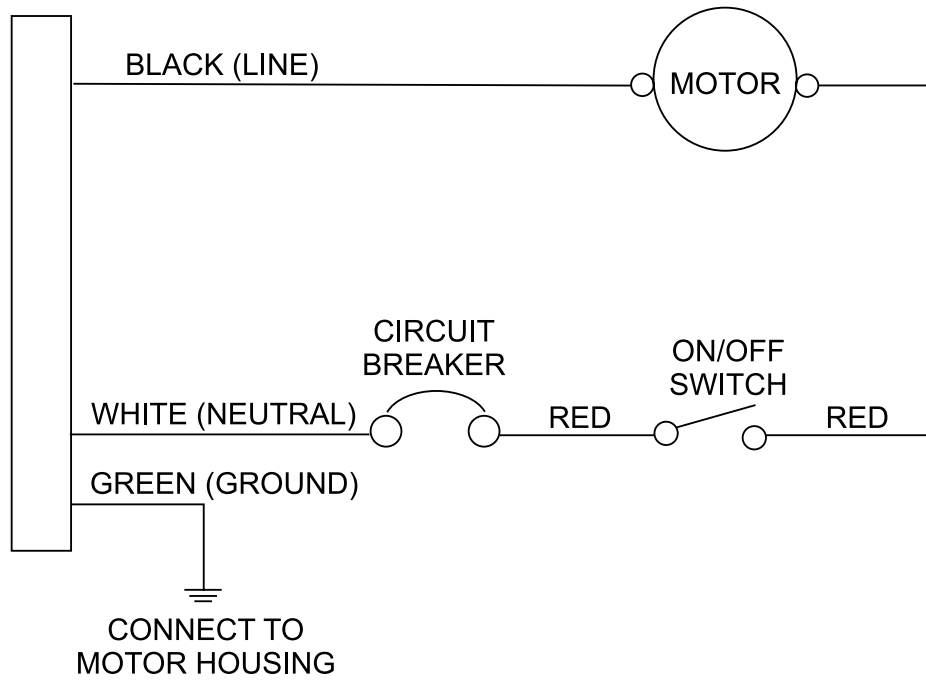 BLACK (LINE)
MOTOR
CIRCUIT
BREAKER
ON/OFF
SWITCH
WHITE (NEUTRAL)
RED
RED
GREEN (GROUND)
CONNECT TO
MOTOR HOUSING